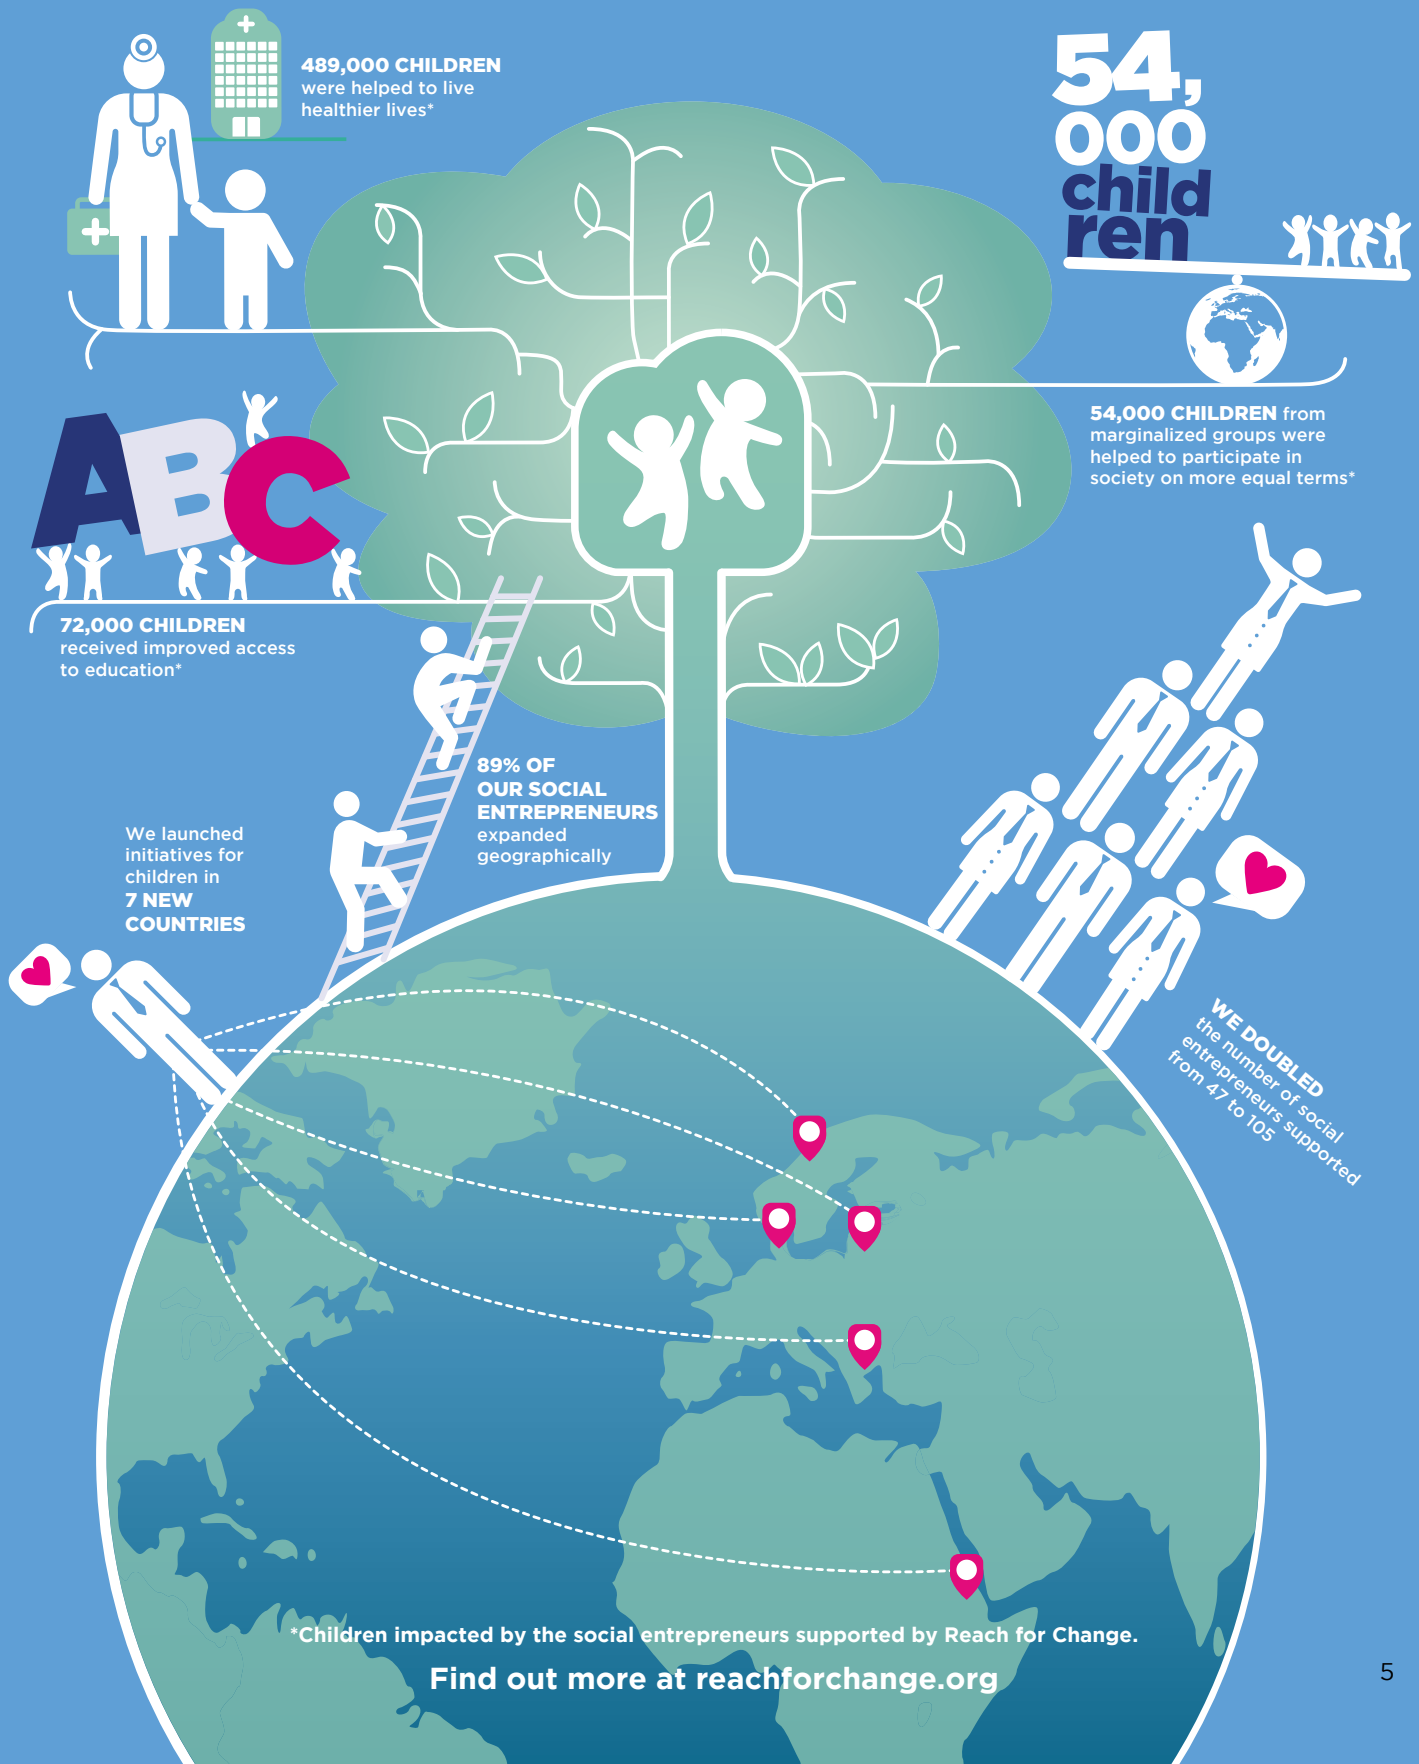 489,000 CHILDREN
were helped to live
healthier lives*
54,
000
child
ren
54,000 CHILDREN from
marginalized groups were
helped to participate in
society on more equal terms*
ABC
72,000 CHILDREN
received improved access
to education*
89% OF
OUR SOCIAL
ENTREPRENEURS
expanded
geographically
We launched
initiatives for
children in
7 NEW
COUNTRIES
WE DOUBLED
the number of social
entrepreneurs supported
from 47 to 105
*Children impacted by the social entrepreneurs supported by Reach for Change.
Find out more at reachforchange.org
5